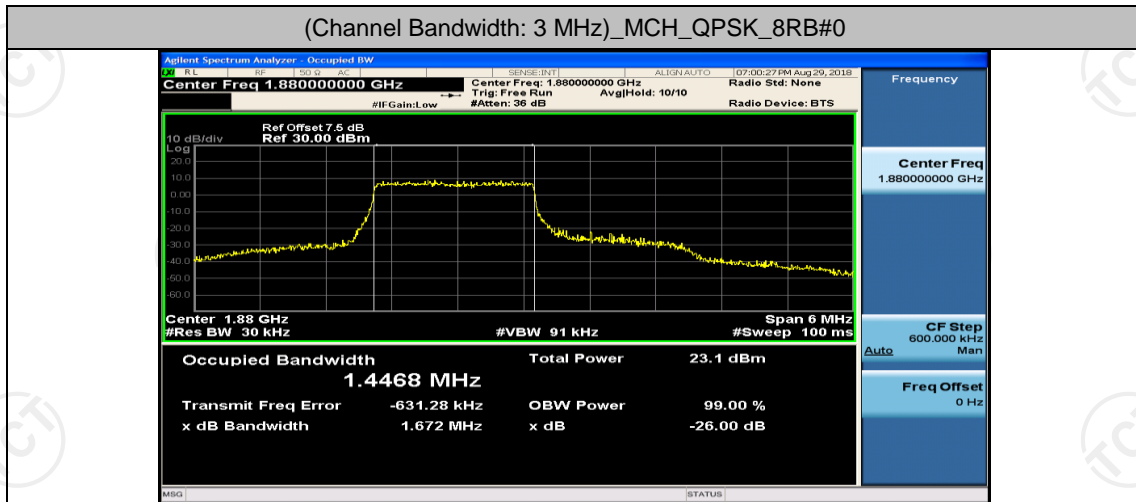 (Channel Bandwidth: 3 MHz)_MCH_QPSK_8RB#0
Agilent Spectrum Analyzer - Occupied BW
LXI RL RF 50 Ω AC SENSE:INT ALIGN AUTO 07:00:27 PM Aug 29, 2018
Center Freq 1.880000000 GHz
Center Freq: 1.880000000 GHz
Radio Std: None
Trig: Free Run Avg|Hold: 10/10
#IFGain:Low #Atten: 36 dB Radio Device: BTS
Ref Offset 7.5 dB
10 dB/div Ref 30.00 dBm
Log
20.0
10.0
0.00
-10.0
-20.0
-30.0
-40.0
-50.0
-60.0
Center 1.88 GHz Span 6 MHz
#Res BW 30 kHz #VBW 91 kHz #Sweep 100 ms
Occupied Bandwidth Total Power 23.1 dBm
1.4468 MHz
Transmit Freq Error -631.28 kHz OBW Power 99.00 %
x dB Bandwidth 1.672 MHz x dB -26.00 dB
MSG STATUS
Frequency
Center Freq
1.880000000 GHz
CF Step
600.000 kHz
Auto Man
Freq Offset
0 Hz
TCT
TCT
TCT
TCT